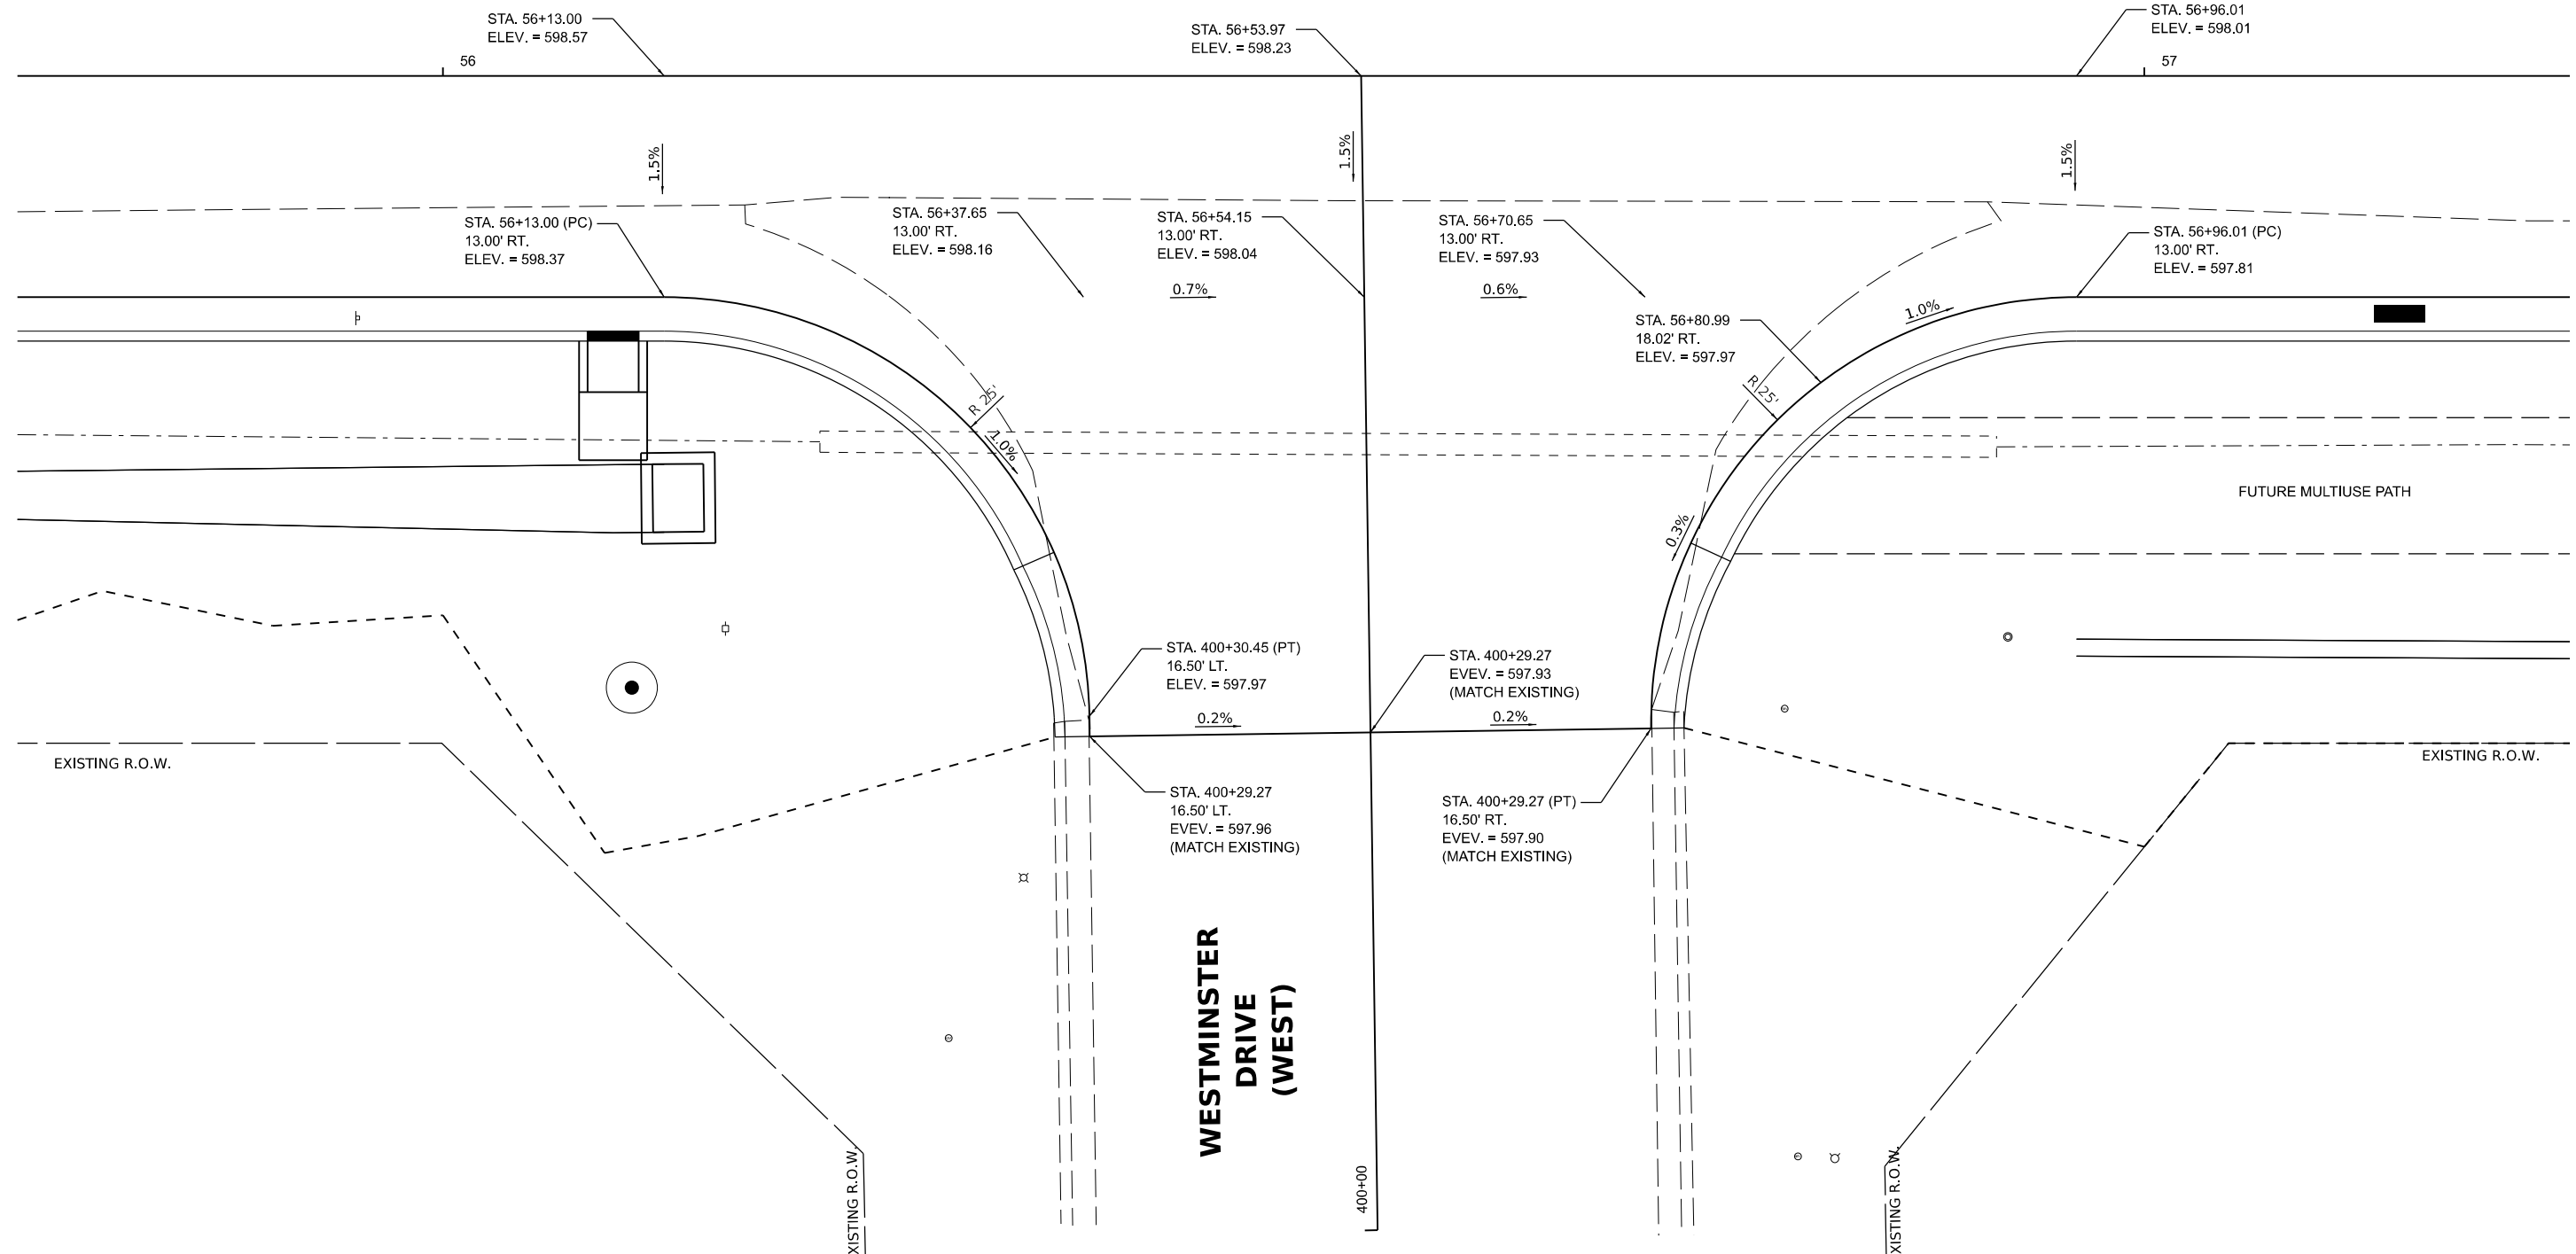 STA. 56+13.00
ELEV. = 598.57
STA. 56+53.97
ELEV. = 598.23
STA. 56+96.01
ELEV. = 598.01
56
57
1.5%
1.5%
1.5%
STA. 56+13.00 (PC)
13.00' RT.
ELEV. = 598.37
STA. 56+37.65
13.00' RT.
ELEV. = 598.16
STA. 56+54.15
13.00' RT.
ELEV. = 598.04
STA. 56+70.65
13.00' RT.
ELEV. = 597.93
STA. 56+96.01 (PC)
13.00' RT.
ELEV. = 597.81
0.7%
0.6%
STA. 56+80.99
18.02' RT.
ELEV. = 597.97
1.0%
R 25'
R 25'
1.0%
0.3%
FUTURE MULTIUSE PATH
STA. 400+30.45 (PT)
16.50' LT.
ELEV. = 597.97
STA. 400+29.27
EVEV. = 597.93
(MATCH EXISTING)
0.2%
0.2%
EXISTING R.O.W.
EXISTING R.O.W.
STA. 400+29.27
16.50' LT.
EVEV. = 597.96
(MATCH EXISTING)
STA. 400+29.27 (PT)
16.50' RT.
EVEV. = 597.90
(MATCH EXISTING)
WESTMINSTER
DRIVE
(WEST)
400+00
XISTING R.O.W.
XISTING R.O.W.